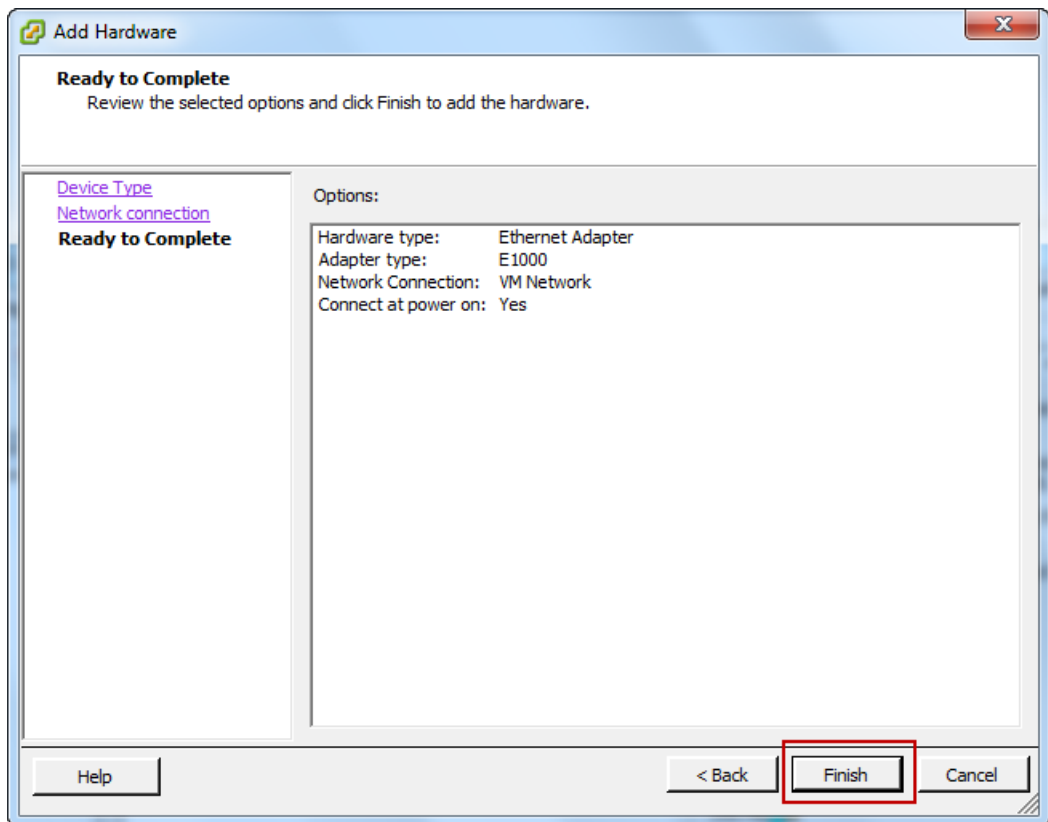 Add Hardware
X
Ready to Complete
Review the selected options and click Finish to add the hardware.
Device Type
Network connection
Ready to Complete
Options:
Hardware type: Ethernet Adapter
Adapter type: E1000
Network Connection: VM Network
Connect at power on: Yes
Help
< Back
Finish
Cancel